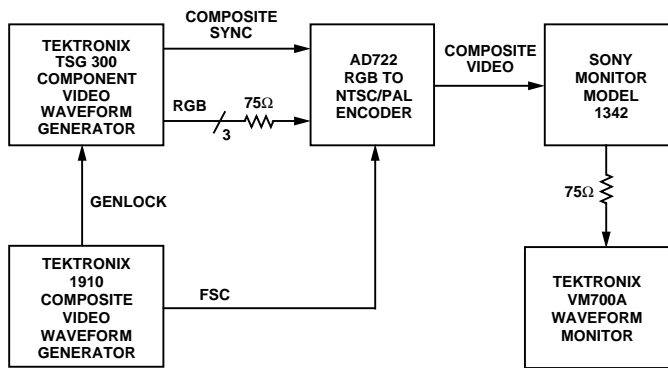 TEKTRONIX
TSG 300
COMPONENT
VIDEO
WAVEFORM
GENERATOR
COMPOSITE
SYNC
RGB
3
75Ω
AD722
RGB TO
NTSC/PAL
ENCODER
COMPOSITE
VIDEO
SONY
MONITOR
MODEL
1342
75Ω
GENLOCK
TEKTRONIX
1910
COMPOSITE
VIDEO
WAVEFORM
GENERATOR
FSC
TEKTRONIX
VM700A
WAVEFORM
MONITOR